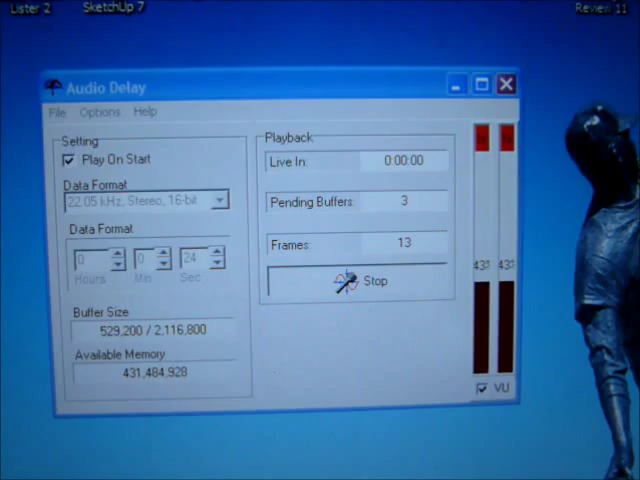 Lister 2 SketchUp 7 Review 11
Audio Delay
File Options Help
Setting
Play On Start
Data Format
22.05 kHz, Stereo, 16-bit
Data Format
0 0 24
Hours Min Sec
Buffer Size
529,200 / 2,116,800
Available Memory
431,484,928
Playback
Live In: 0:00:00
Pending Buffers: 3
Frames: 13
Stop
VU